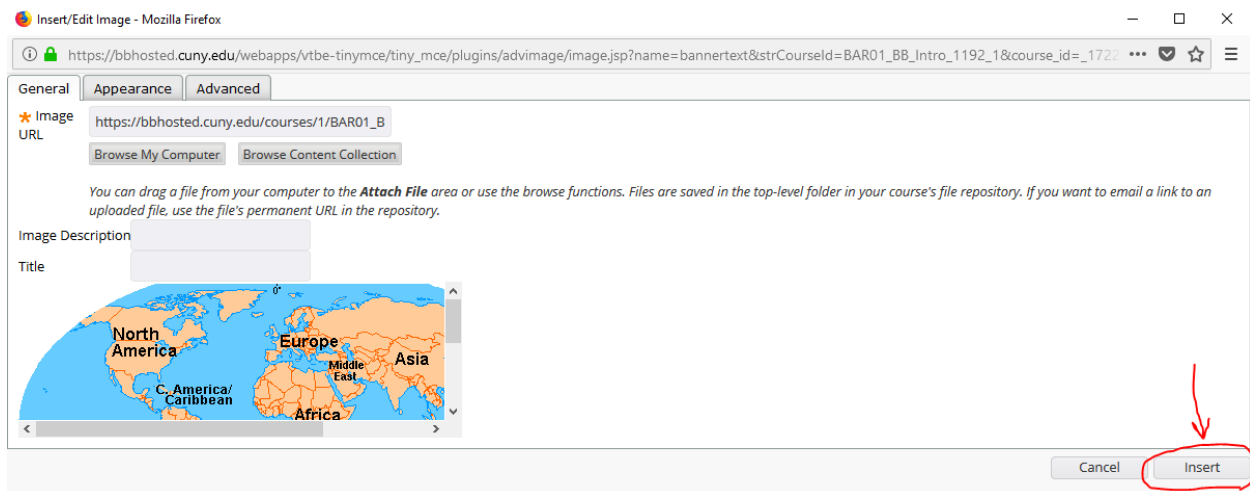 Insert/Edit Image - Mozilla Firefox
https://bbhosted.cuny.edu/webapps/vtbe-tinymce/tiny_mce/plugins/advimage/image.jsp?name=bannertext&strCourseId=BAR01_BB_Intro_1192_1&course_id=_1722
General Appearance Advanced
* Image URL
https://bbhosted.cuny.edu/courses/1/BAR01_B
Browse My Computer Browse Content Collection
You can drag a file from your computer to the Attach File area or use the browse functions. Files are saved in the top-level folder in your course's file repository. If you want to email a link to an
uploaded file, use the file's permanent URL in the repository.
Image Description
Title
0°
North
America
Europe
Asia
Middle
East
C. America/
Caribbean
Africa
Cancel Insert